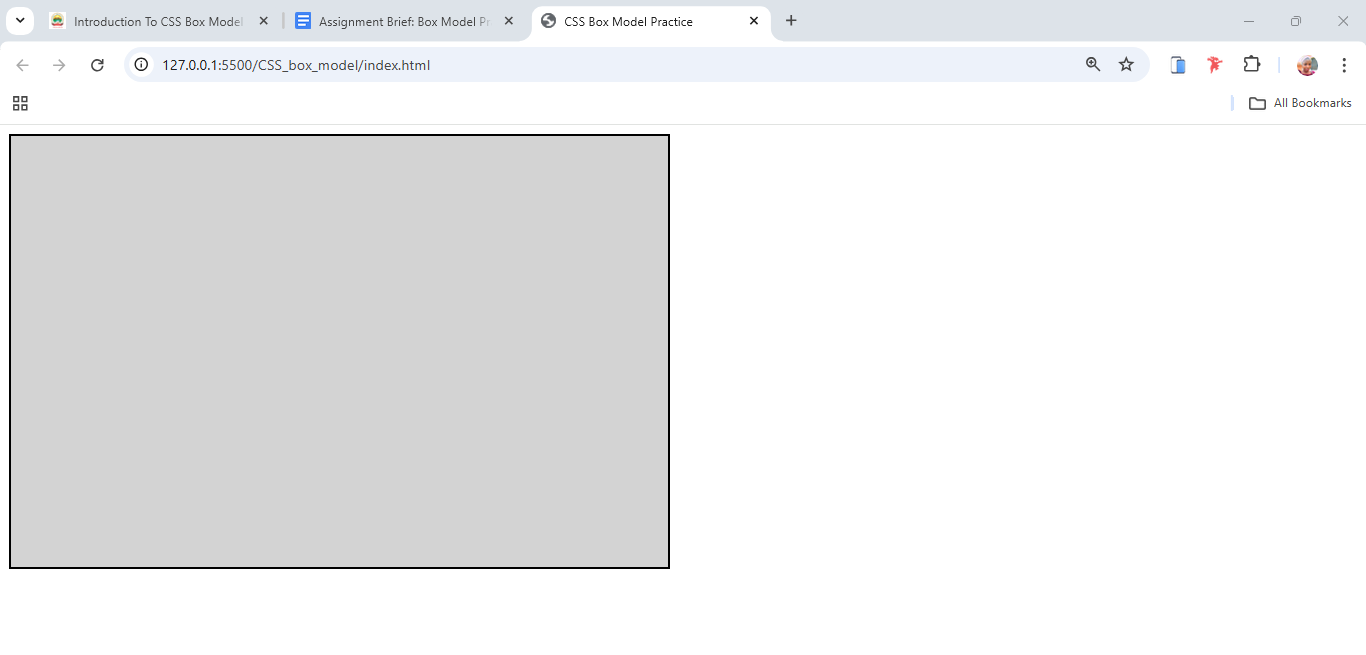 Introduction To CSS Box Model
Assignment Brief: Box Model Pr
CSS Box Model Practice
127.0.0.1:5500/CSS_box_model/index.html
All Bookmarks